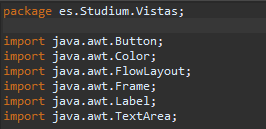 package es.Studium.Vistas;
import java.awt.Button;
import java.awt.Color;
import java.awt.FlowLayout;
import java.awt.Frame;
import java.awt.Label;
import java.awt.TextArea;